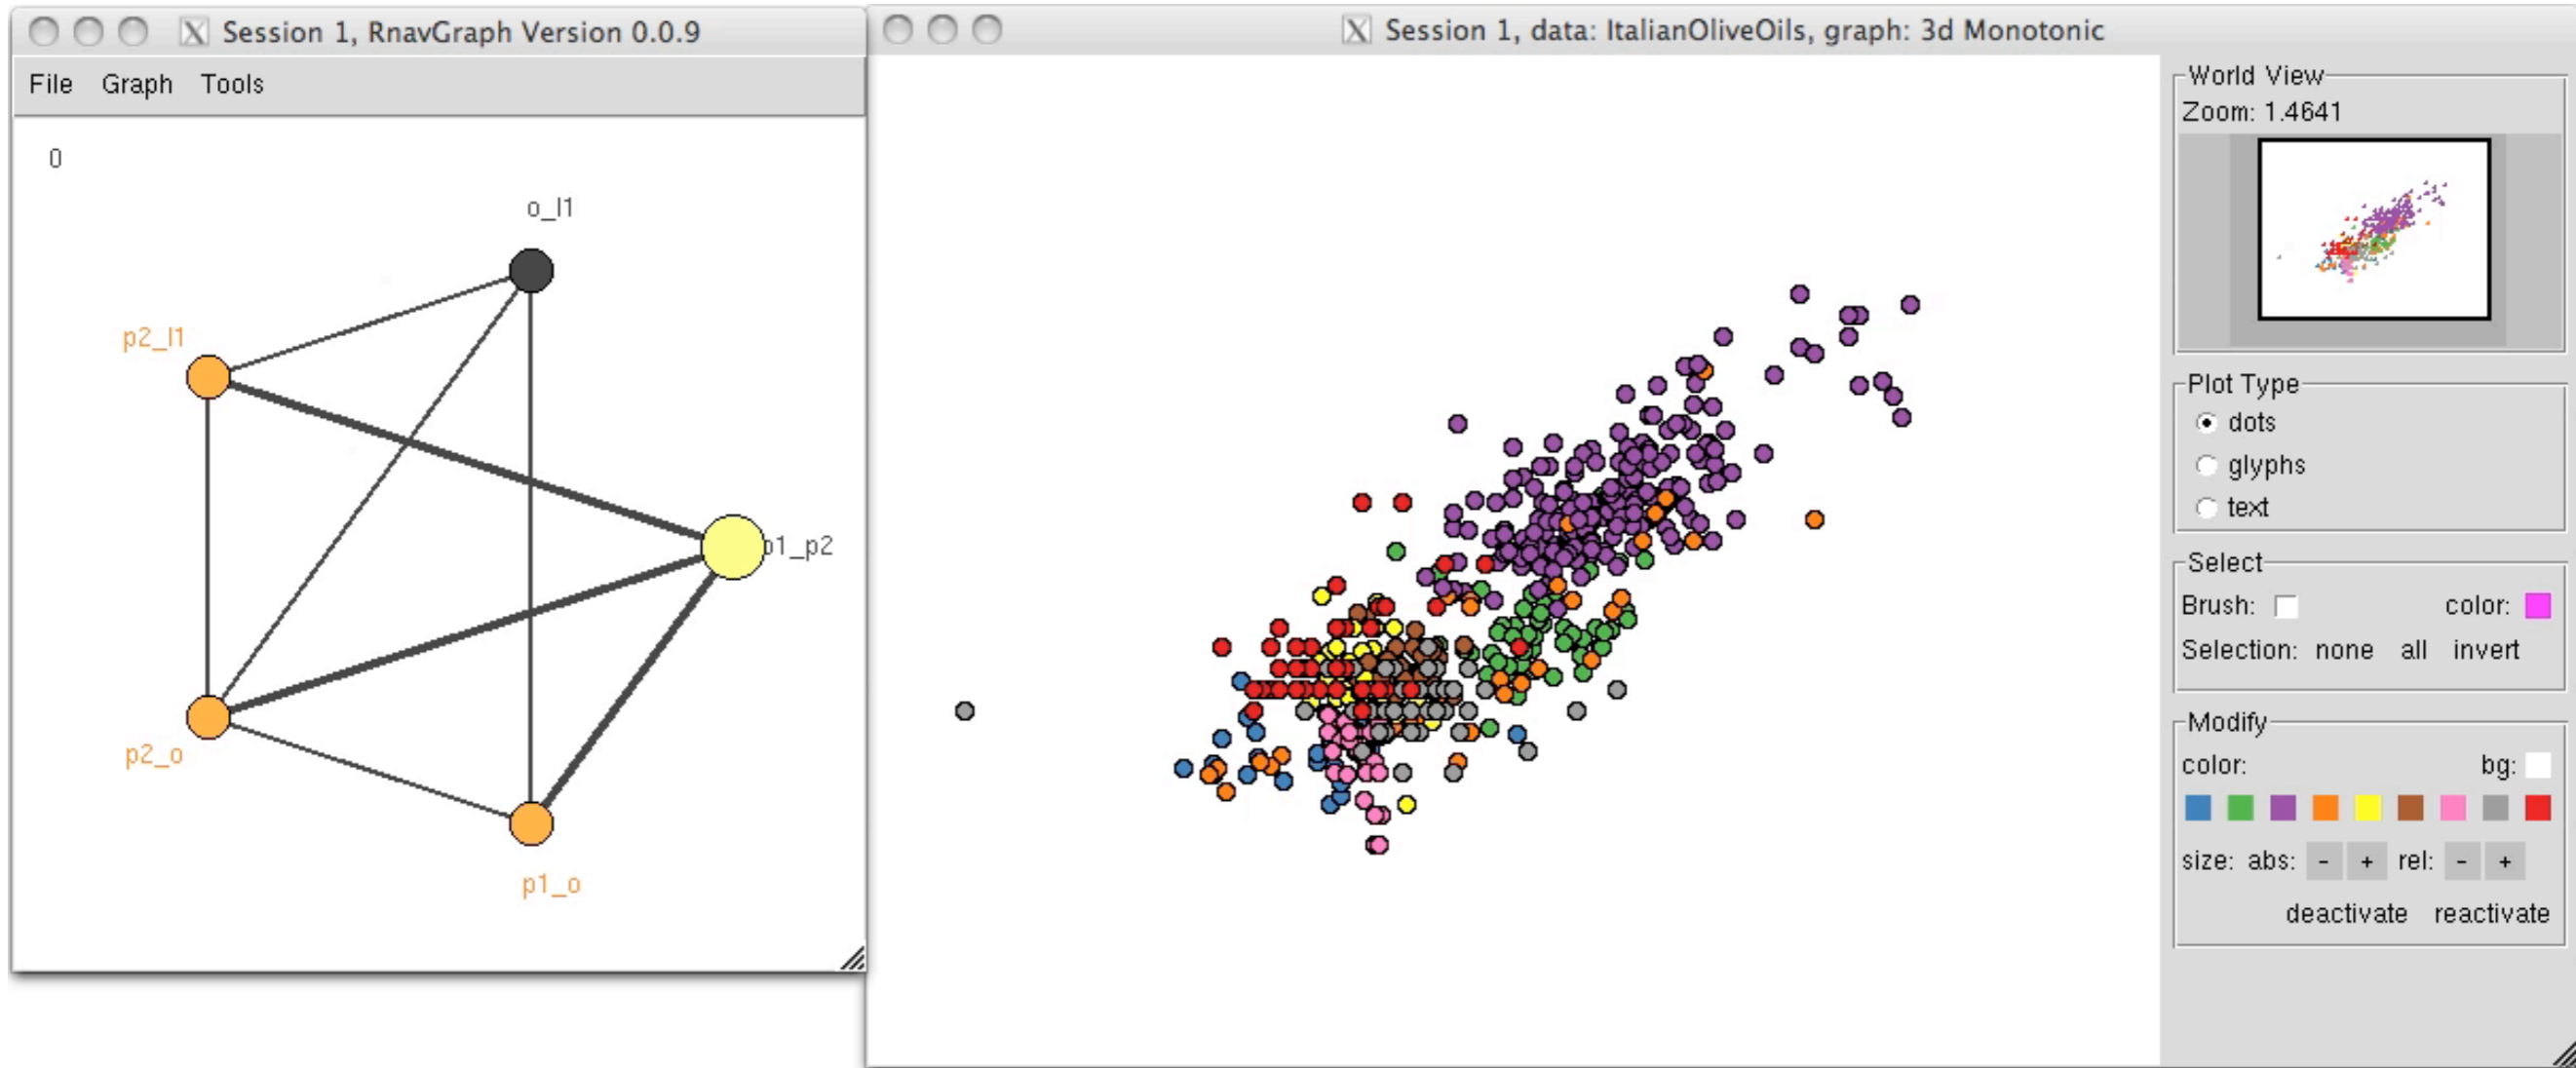 Session 1, RnavGraph Version 0.0.9
File Graph Tools
0
o_l1
p2_l1
p1_p2
p2_o
p1_o
Session 1, data: ItalianOliveOils, graph: 3d Monotonic
World View
Zoom: 1.4641
Plot Type
dots
glyphs
text
Select
Brush: color:
Selection: none all invert
Modify
color: bg:
size: abs: - + rel: - +
deactivate reactivate